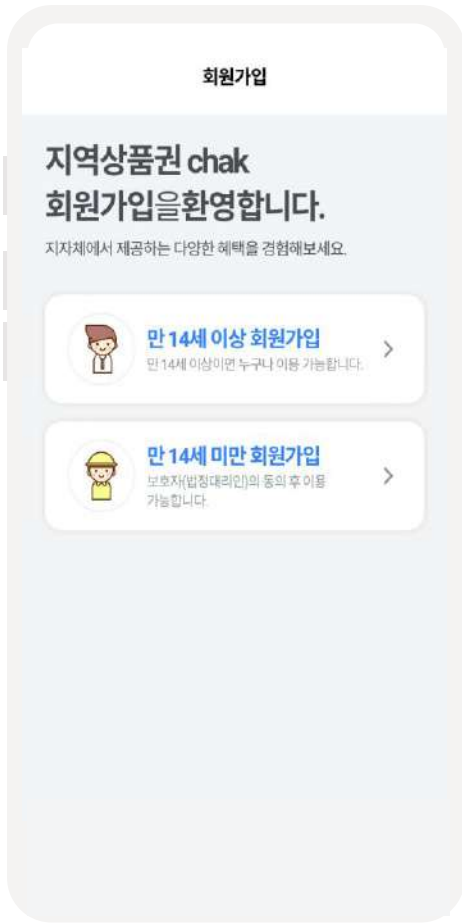 회원가입
지역상품권 chak
회원가입을환영합니다.
지자체에서 제공하는 다양한 혜택을 경험해보세요.
만 14세 이상 회원가입
만 14세 이상이면 누구나 이용 가능합니다.
만 14세 미만 회원가입
보호자(법정대리인)의 동의 후 이용
가능합니다.